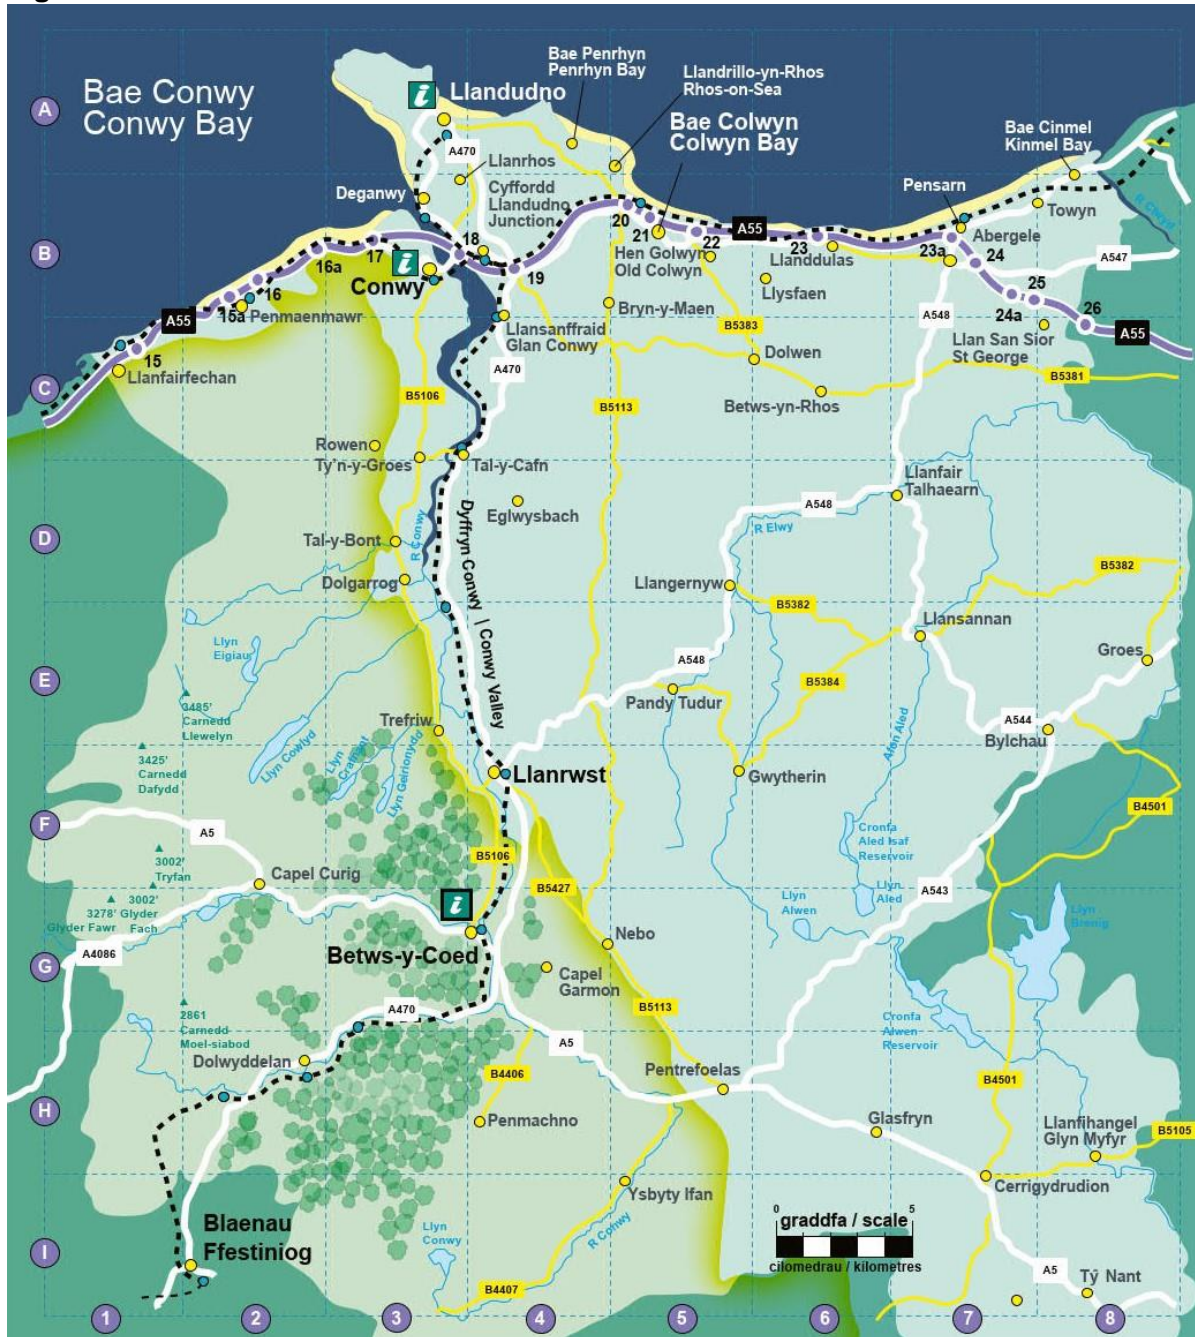 Bae Conwy
Conwy Bay
A
i
Llandudno
Bae Penrhyn
Penrhyn Bay
Llandrillo-yn-Rhos
Rhos-on-Sea
Bae Colwyn
Colwyn Bay
Bae Cinmel
Kinmel Bay
A470
Llanrhos
Deganwy
Cyffordd
Llandudno
Junction
Pensarn
Towyn
R Clwyd
B
16a
17
i
Conwy
18
19
20
21
22
A55
23
Hen Golwyn
Old Colwyn
Llanddulas
Llysfaen
Abergele
23a
24
A547
25
24a
26
A55
16
15a
Penmaenmawr
A55
15
Llanfairfechan
Llansanffraid
Glan Conwy
Bryn-y-Maen
B5383
A548
Llan San Sior
St George
Dolwen
C
A470
B5106
B5113
B5381
Betws-yn-Rhos
Rowen
Ty'n-y-Groes
Tal-y-Cafn
Llanfair
Talhaearn
Eglwysbach
A548
R Elwy
D
R Conwy
Tal-y-Bont
Dolgarrog
Dyffryn Conwy | Conwy Valley
Llangernyw
B5382
B5382
Llansannan
Llyn
Eigiau
Groes
E
A548
B5384
3485'
Carnedd
Llewelyn
Pandy Tudur
Trefriw
A544
Bylchau
Afon Aled
3425'
Carnedd
Dafydd
Llyn Cowlyd
Llyn
Crafnant
Llyn Geirionydd
Llanrwst
Gwytherin
F
A5
B4501
3002'
Tryfan
Capel Curig
B5106
B5427
Cronfa
Aled Isaf
Reservoir
3002'
Glyder
Fach
3278'
Glyder Fawr
i
Llyn
Aled
A543
Llyn
Alwen
Llyn
Brenig
A4086
G
Betws-y-Coed
Nebo
Capel
Garmon
2861
Carnedd
Moel-siabod
A470
B5113
Cronfa
Alwen
Reservoir
A5
Dolwyddelan
B4406
Pentrefoelas
B4501
H
Penmachno
Glasfryn
Llanfihangel
Glyn Myfyr
B5105
Ysbyty Ifan
Cerrigydrudion
Blaenau
Ffestiniog
I
Llyn
Conwy
R Conwy
0
5
graddfa / scale
cilomedrau / kilometres
B4407
A5
Tŷ Nant
1
2
3
4
5
6
7
8